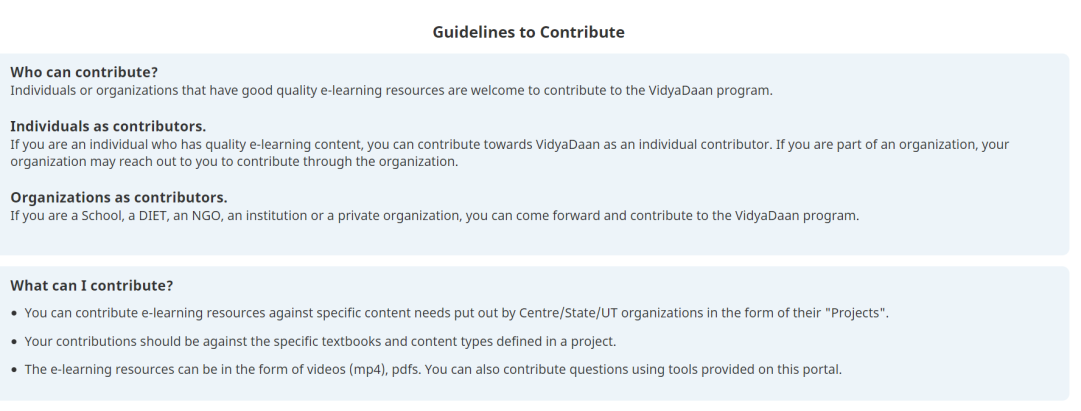 Guidelines to Contribute
Who can contribute?
Individuals or organizations that have good quality e-learning resources are welcome to contribute to the VidyaDaan program.
Individuals as contributors.
If you are an individual who has quality e-learning content, you can contribute towards VidyaDaan as an individual contributor. If you are part of an organization, your
organization may reach out to you to contribute through the organization.
Organizations as contributors.
If you are a School, a DIET, an NGO, an institution or a private organization, you can come forward and contribute to the VidyaDaan program.
What can I contribute?
• You can contribute e-learning resources against specific content needs put out by Centre/State/UT organizations in the form of their "Projects".
• Your contributions should be against the specific textbooks and content types defined in a project.
• The e-learning resources can be in the form of videos (mp4), pdfs. You can also contribute questions using tools provided on this portal.